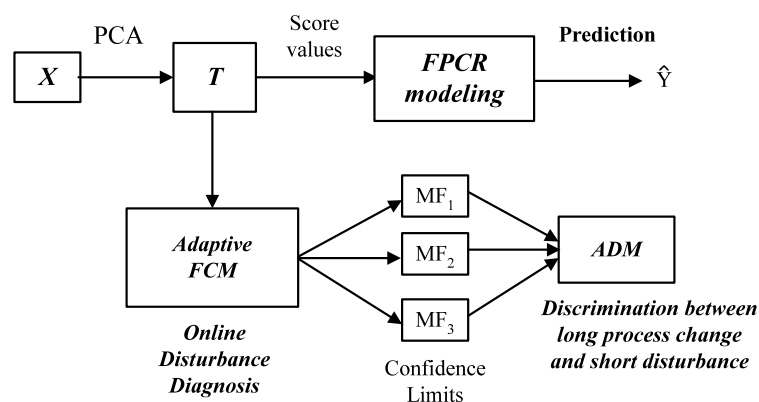 PCA
Score
values
Prediction
X
T
FPCR
modeling
Ŷ
Adaptive
FCM
MF1
MF2
MF3
ADM
Online
Disturbance
Diagnosis
Confidence
Limits
Discrimination between
long process change
and short disturbance